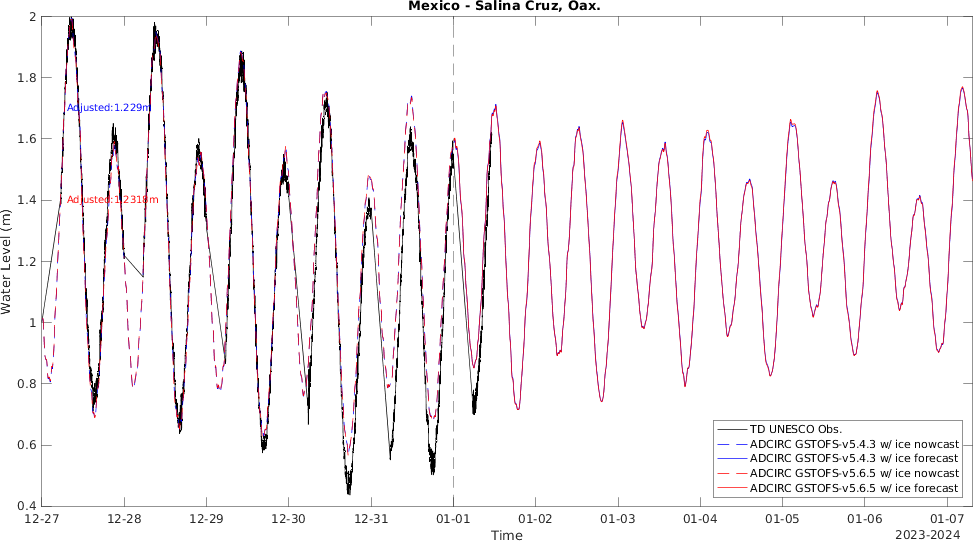 Mexico - Salina Cruz, Oax.
2
1.8
1.6
1.4
1.2
1
0.8
0.6
0.4
Water Level (m)
Adjusted:1.229m
Adjusted:1.2318m
TD UNESCO Obs.
ADCIRC GSTOFS-v5.4.3 w/ ice nowcast
ADCIRC GSTOFS-v5.4.3 w/ ice forecast
ADCIRC GSTOFS-v5.6.5 w/ ice nowcast
ADCIRC GSTOFS-v5.6.5 w/ ice forecast
12-27 12-28 12-29 12-30 12-31 01-01 01-02 01-03 01-04 01-05 01-06 01-07
Time
2023-2024